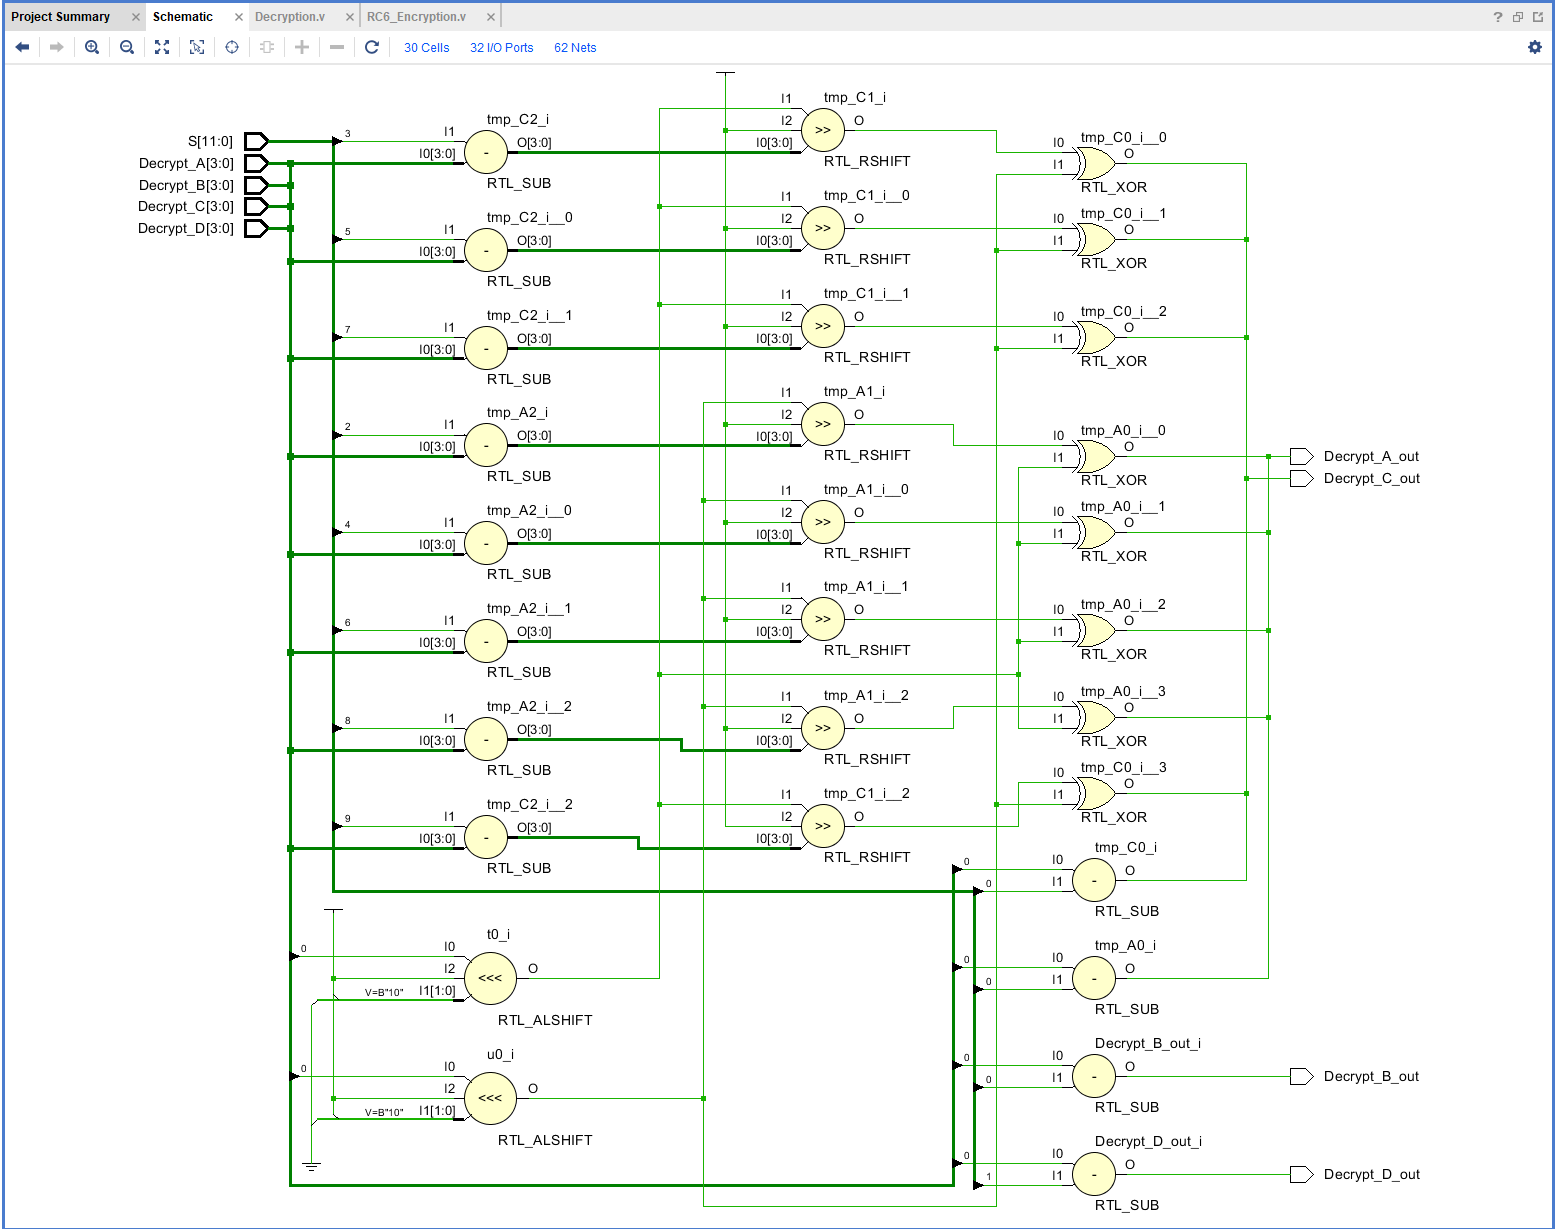 Project Summary × Schematic × Decryption.v × RC6_Encryption.v ×
?
30 Cells 32 I/O Ports 62 Nets
S[11:0]
Decrypt_A[3:0]
Decrypt_B[3:0]
Decrypt_C[3:0]
Decrypt_D[3:0]
tmp_C2_i
3 I1
I0[3:0] - O[3:0]
RTL_SUB
tmp_C2_i__0
5 I1
I0[3:0] - O[3:0]
RTL_SUB
tmp_C2_i__1
7 I1
I0[3:0] - O[3:0]
RTL_SUB
tmp_A2_i
2 I1
I0[3:0] - O[3:0]
RTL_SUB
tmp_A2_i__0
4 I1
I0[3:0] - O[3:0]
RTL_SUB
tmp_A2_i__1
6 I1
I0[3:0] - O[3:0]
RTL_SUB
tmp_A2_i__2
8 I1
I0[3:0] - O[3:0]
RTL_SUB
tmp_C2_i__2
9 I1
I0[3:0] - O[3:0]
RTL_SUB
t0_i
0 I0
I2 <<< O
V=B"10" I1[1:0]
RTL_ALSHIFT
u0_i
0 I0
I2 <<< O
V=B"10" I1[1:0]
RTL_ALSHIFT
tmp_C1_i
I1
I2 >> O
I0[3:0]
RTL_RSHIFT
tmp_C1_i__0
I1
I2 >> O
I0[3:0]
RTL_RSHIFT
tmp_C1_i__1
I1
I2 >> O
I0[3:0]
RTL_RSHIFT
tmp_A1_i
I1
I2 >> O
I0[3:0]
RTL_RSHIFT
tmp_A1_i__0
I1
I2 >> O
I0[3:0]
RTL_RSHIFT
tmp_A1_i__1
I1
I2 >> O
I0[3:0]
RTL_RSHIFT
tmp_A1_i__2
I1
I2 >> O
I0[3:0]
RTL_RSHIFT
tmp_C1_i__2
I1
I2 >> O
I0[3:0]
RTL_RSHIFT
tmp_C0_i__0
I0 O
I1
RTL_XOR
tmp_C0_i__1
I0 O
I1
RTL_XOR
tmp_C0_i__2
I0 O
I1
RTL_XOR
tmp_A0_i__0
I0 O
I1
RTL_XOR
tmp_A0_i__1
I0 O
I1
RTL_XOR
tmp_A0_i__2
I0 O
I1
RTL_XOR
tmp_A0_i__3
I0 O
I1
RTL_XOR
tmp_C0_i__3
I0 O
I1
RTL_XOR
tmp_C0_i
0 I0 O
0 I1 -
RTL_SUB
tmp_A0_i
0 I0 O
0 I1 -
RTL_SUB
Decrypt_B_out_i
0 I0 O
0 I1 -
RTL_SUB
Decrypt_D_out_i
0 I0 O
1 I1 -
RTL_SUB
Decrypt_A_out
Decrypt_C_out
Decrypt_B_out
Decrypt_D_out